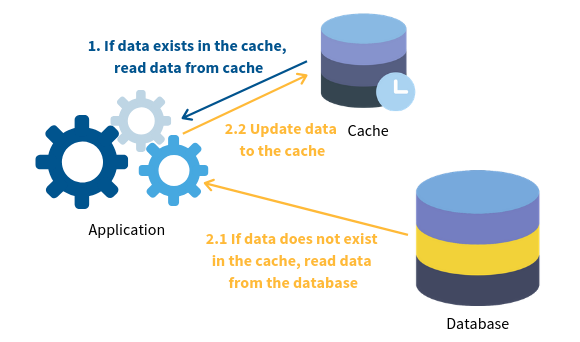 1. If data exists in the cache,
read data from cache
2.2 Update data
to the cache
Cache
Application
2.1 If data does not exist
in the cache, read data
from the database
Database